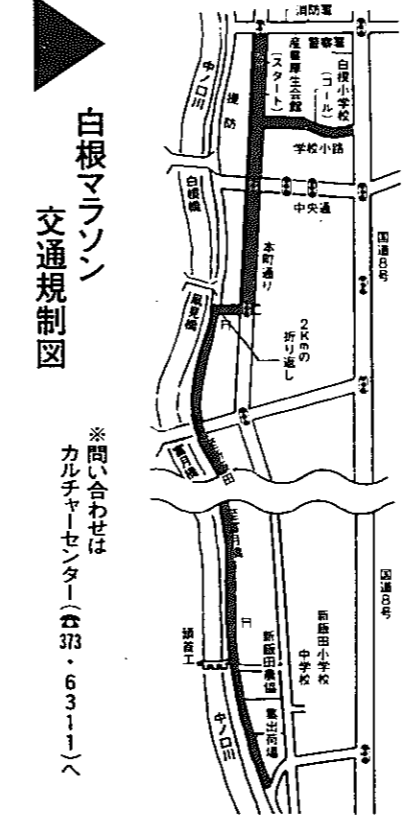 白根マラソン
交通規制図
※問い合わせは
カルチャーセンター(☎373・6311)へ
消防署
警察署
産業厚生会館
(スタート)
白根小学校
(ゴール)
学校小路
中ノ口川
堤防
白根橋
中央通
国道8号
本町通り
凧見橋
2Kmの
折り返し
国道8号
新飯田小学校
中学校
新飯田農協
集出荷場
頭首工
中ノ口川